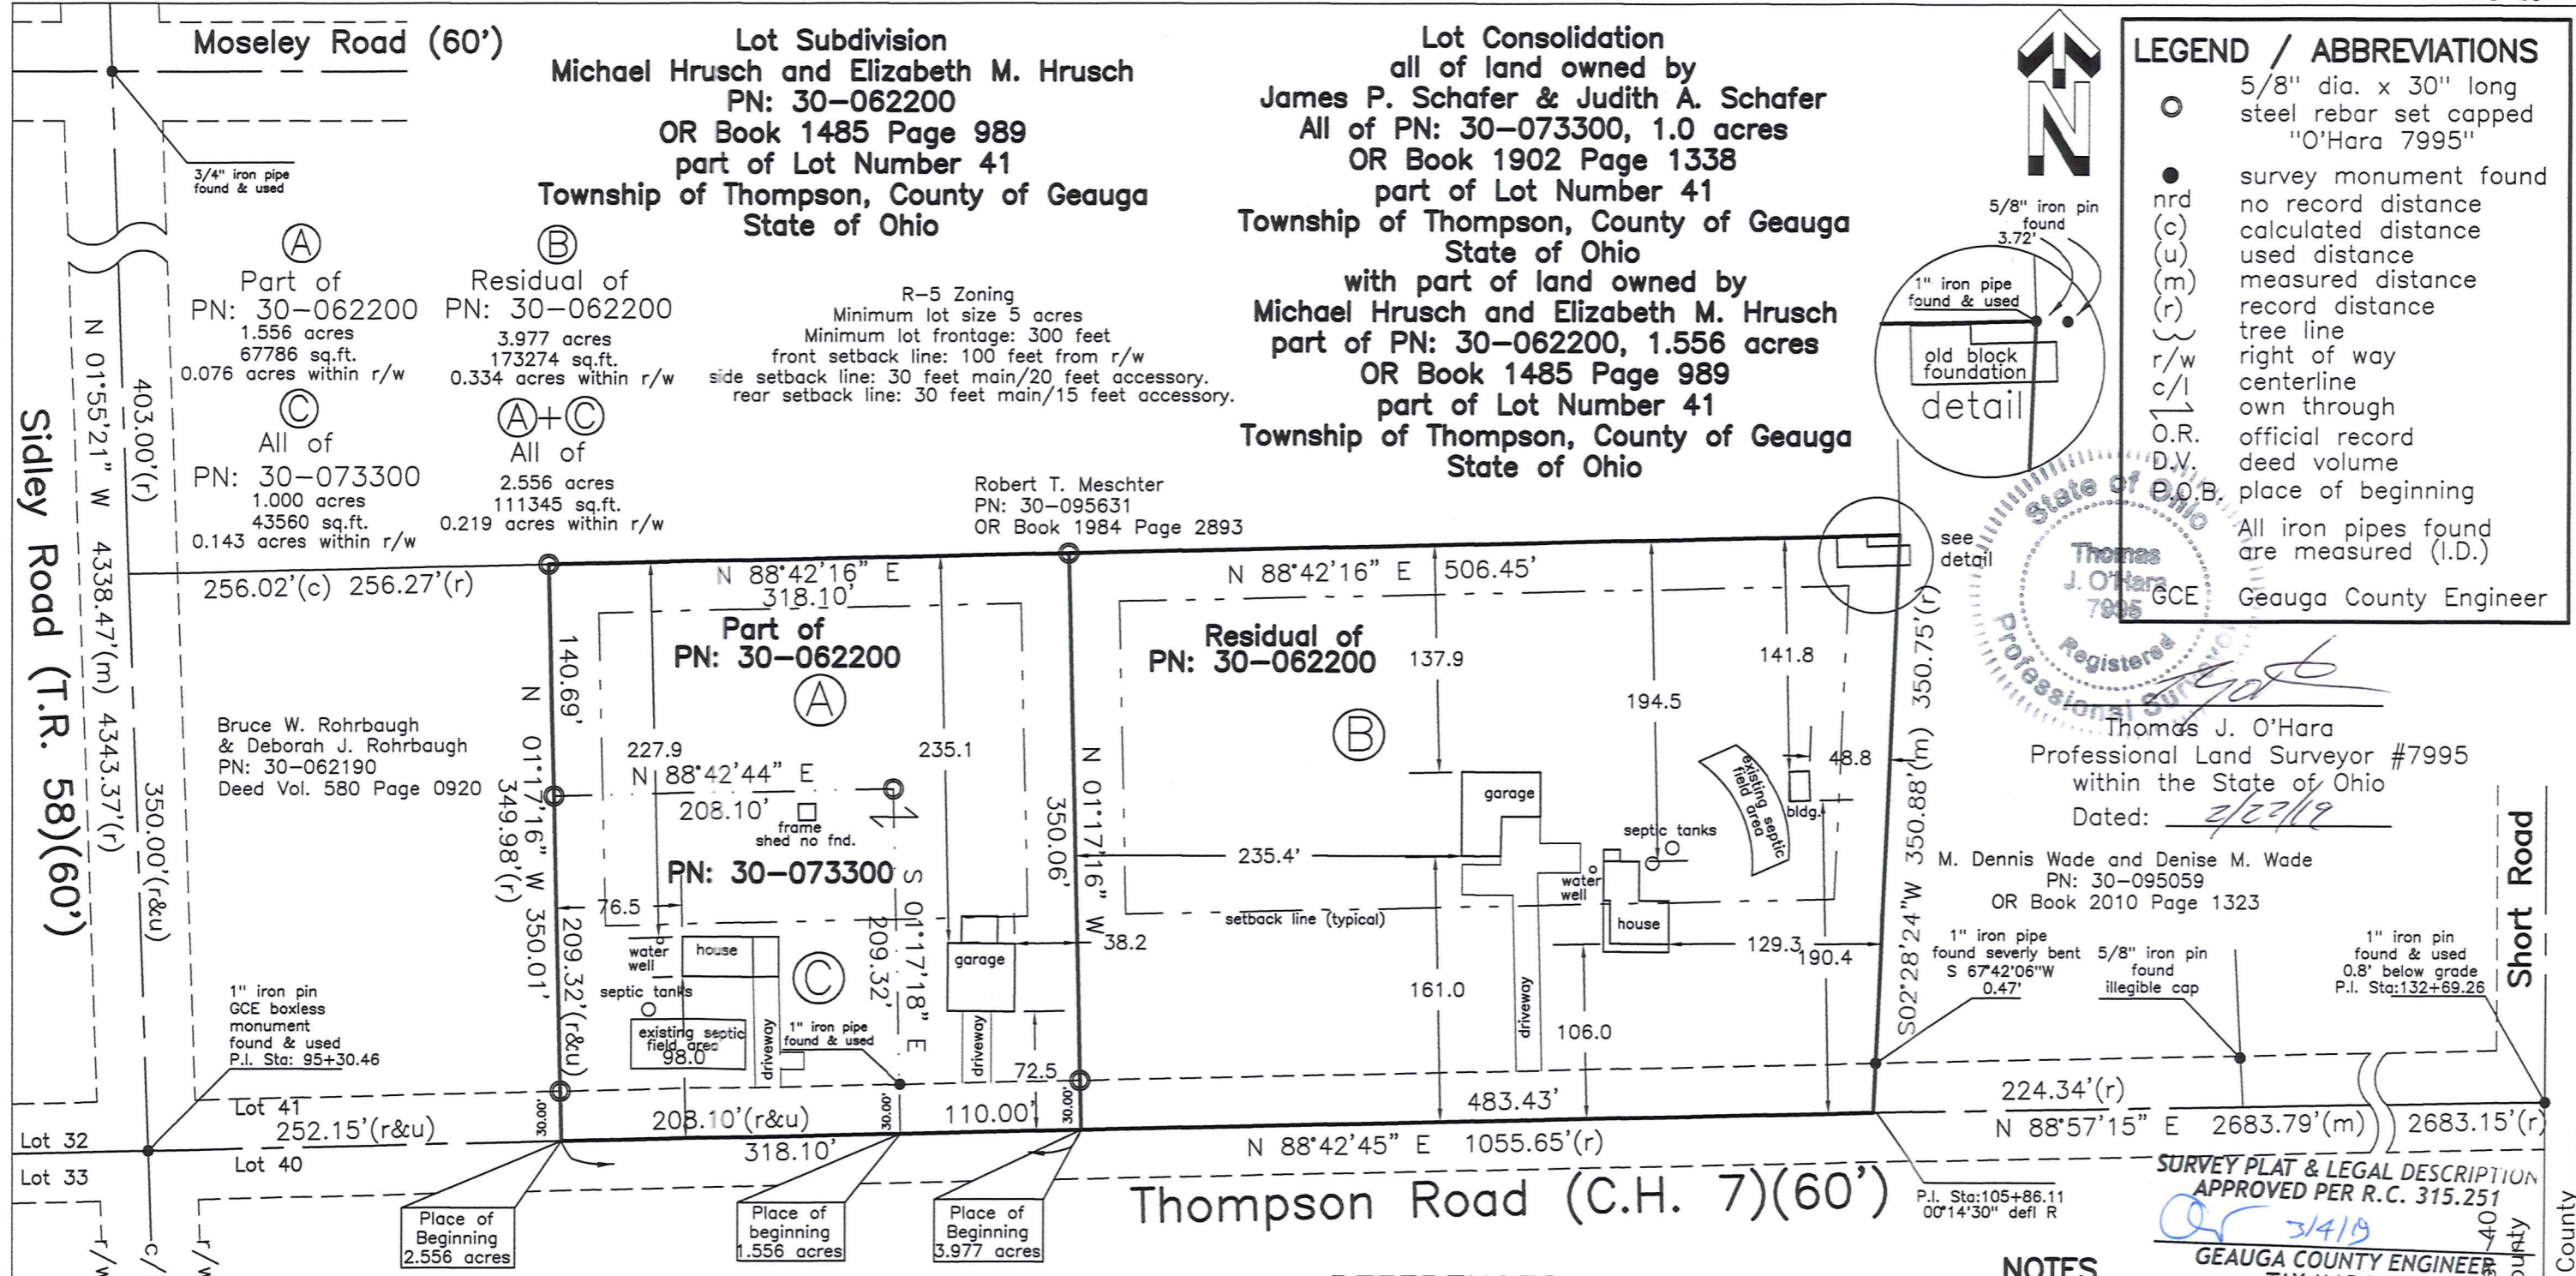 Moseley Road (60')
3/4" iron pipe
found & used
Lot Subdivision
Michael Hrusch and Elizabeth M. Hrusch
PN: 30-062200
OR Book 1485 Page 989
part of Lot Number 41
Township of Thompson, County of Geauga
State of Ohio
Lot Consolidation
all of land owned by
James P. Schafer & Judith A. Schafer
All of PN: 30-073300, 1.0 acres
OR Book 1902 Page 1338
part of Lot Number 41
Township of Thompson, County of Geauga
State of Ohio
with part of land owned by
Michael Hrusch and Elizabeth M. Hrusch
part of PN: 30-062200, 1.556 acres
OR Book 1485 Page 989
part of Lot Number 41
Township of Thompson, County of Geauga
State of Ohio
N
LEGEND / ABBREVIATIONS
5/8" dia. x 30" long
steel rebar set capped
"O'Hara 7995"
survey monument found
nrd no record distance
(c) calculated distance
(u) used distance
(m) measured distance
(r) record distance
tree line
r/w right of way
c/l centerline
own through
O.R. official record
D.V. deed volume
P.O.B. place of beginning
All iron pipes found
are measured (I.D.)
GCE Geauga County Engineer
5/8" iron pin
found
3.72'
1" iron pipe
found & used
old block
foundation
detail
see
detail
A
Part of
PN: 30-062200
1.556 acres
67786 sq.ft.
0.076 acres within r/w
B
Residual of
PN: 30-062200
3.977 acres
173274 sq.ft.
0.334 acres within r/w
C
All of
PN: 30-073300
1.000 acres
43560 sq.ft.
0.143 acres within r/w
A+C
All of
2.556 acres
111345 sq.ft.
0.219 acres within r/w
R-5 Zoning
Minimum lot size 5 acres
Minimum lot frontage: 300 feet
front setback line: 100 feet from r/w
side setback line: 30 feet main/20 feet accessory.
rear setback line: 30 feet main/15 feet accessory.
Robert T. Meschter
PN: 30-095631
OR Book 1984 Page 2893
Sidley Road (T.R. 58)(60')
N 01°55'21" W 4338.47'(m) 4343.37'(r)
403.00'(r)
350.00'(r&u)
256.02'(c) 256.27'(r)
Bruce W. Rohrbaugh
& Deborah J. Rohrbaugh
PN: 30-062190
Deed Vol. 580 Page 0920
N 01°17'16" W 350.01'
349.98'(r)
140.69'
209.32'(r&u)
N 88°42'16" E
318.10'
Part of
PN: 30-062200
A
227.9
235.1
N 88°42'44" E
208.10'
frame
shed no fnd.
PN: 30-073300
76.5
S 01°17'18" E
209.32'
water
well
house
C
garage
38.2
septic tanks
existing septic
field area
98.0
driveway
1" iron pipe
found & used
driveway
72.5
30.00'
30.00'
30.00'
208.10'(r&u)
110.00'
318.10'
350.06'
N 01°17'16" W
N 88°42'16" E 506.45'
Residual of
PN: 30-062200
B
137.9
194.5
141.8
48.8
garage
235.4'
septic tanks
existing septic
field area
bldg.
water
well
house
setback line (typical)
129.3
190.4
161.0
106.0
driveway
483.43'
N 88°42'45" E 1055.65'(r)
S02°28'24"W 350.88'(m) 350.75'(r)
State of Ohio
Thomas
J. O'Hara
7995
Registered
Professional Surveyor
Thomas J. O'Hara
Professional Land Surveyor #7995
within the State of Ohio
Dated: 2/22/19
M. Dennis Wade and Denise M. Wade
PN: 30-095059
OR Book 2010 Page 1323
1" iron pipe
found severly bent
S 67°42'06"W
0.47'
5/8" iron pin
found
illegible cap
1" iron pin
found & used
0.8' below grade
P.I. Sta:132+69.26
Short Road
224.34'(r)
N 88°57'15" E 2683.79'(m) 2683.15'(r)
1" iron pin
GCE boxless
monument
found & used
P.I. Sta: 95+30.46
Lot 41
252.15'(r&u)
Lot 32
Lot 40
Lot 33
r/w
c/
r/w
Place of
Beginning
2.556 acres
Place of
beginning
1.556 acres
Place of
Beginning
3.977 acres
Thompson Road (C.H. 7)(60')
P.I. Sta:105+86.11
00°14'30" defl R
SURVEY PLAT & LEGAL DESCRIPTION
APPROVED PER R.C. 315.251
3/4/19
GEAUGA COUNTY ENGINEER
NOTES
County